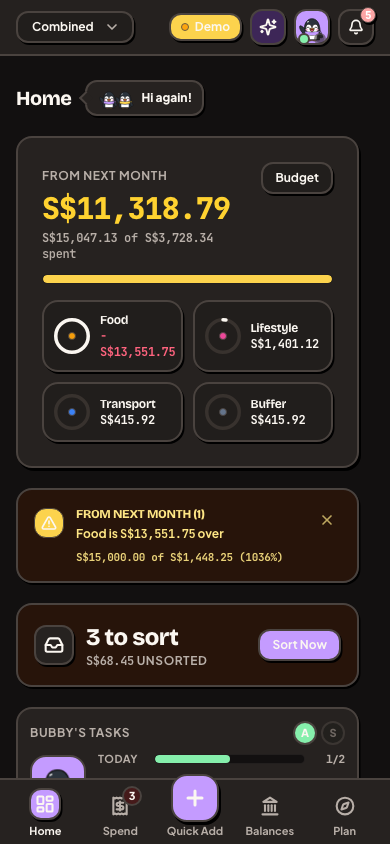 Combined
Demo
5
Home
Hi again!
FROM NEXT MONTH
Budget
S$11,318.79
S$15,047.13 of S$3,728.34
spent
Food
-
S$13,551.75
Lifestyle
S$1,401.12
Transport
S$415.92
Buffer
S$415.92
FROM NEXT MONTH (1)
Food is S$13,551.75 over
S$15,000.00 of S$1,448.25 (1036%)
3 to sort
S$68.45 UNSORTED
Sort Now
BUBBY'S TASKS
A
S
TODAY
1/2
3
Home
Spend
Quick Add
Balances
Plan